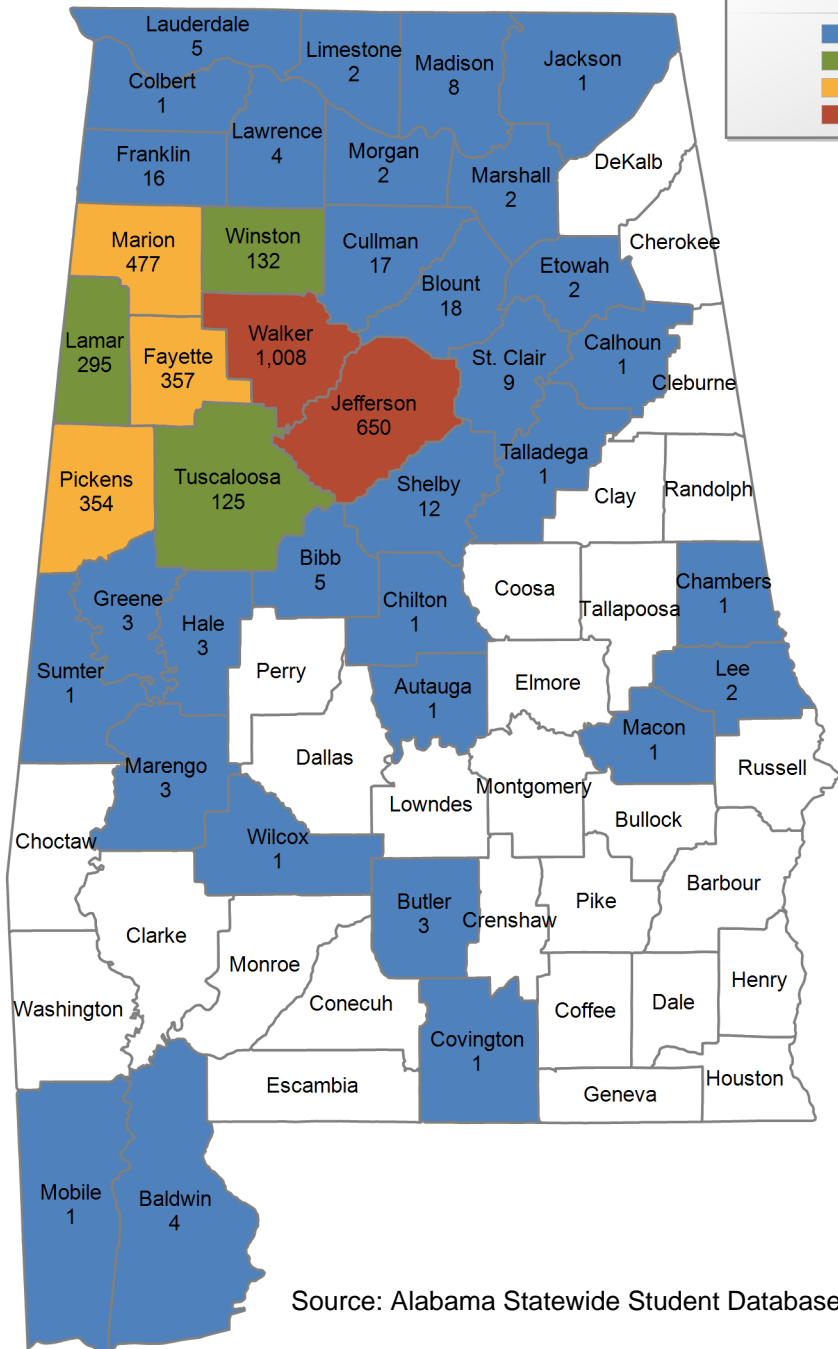 Lauderdale
5
Limestone
2
Madison
8
Jackson
1
Colbert
1
Lawrence
4
Franklin
16
Morgan
2
Marshall
2
DeKalb
Marion
477
Winston
132
Cullman
17
Cherokee
Blount
18
Etowah
2
Lamar
295
Fayette
357
Walker
1,008
St. Clair
9
Calhoun
1
Cleburne
Jefferson
650
Pickens
354
Tuscaloosa
125
Shelby
12
Talladega
1
Clay
Randolph
Bibb
5
Greene
3
Hale
3
Chilton
1
Coosa
Tallapoosa
Chambers
1
Sumter
1
Perry
Autauga
1
Elmore
Lee
2
Macon
1
Marengo
3
Dallas
Lowndes
Montgomery
Russell
Bullock
Choctaw
Wilcox
1
Butler
3
Crenshaw
Pike
Barbour
Clarke
Monroe
Conecuh
Washington
Covington
1
Coffee
Dale
Henry
Escambia
Geneva
Houston
Mobile
1
Baldwin
4
Source: Alabama Statewide Student Database